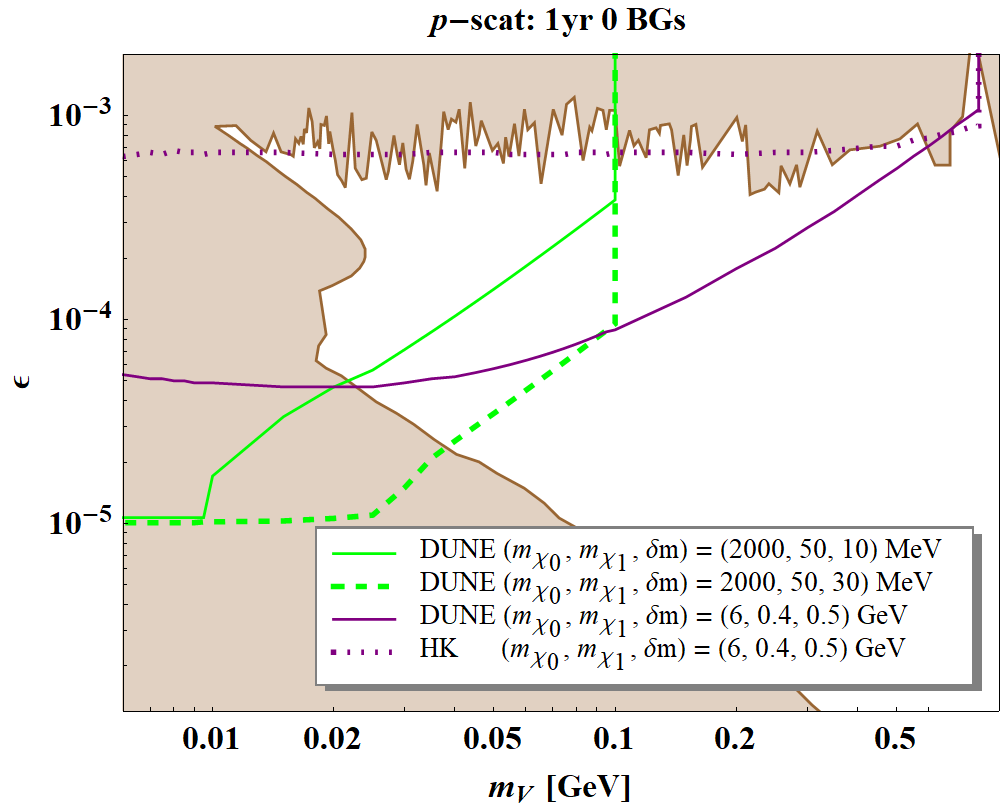 p−scat: 1yr 0 BGs
10⁻³
10⁻⁴
10⁻⁵
ϵ
DUNE (m_χ₀, m_χ₁, δm) = (2000, 50, 10) MeV
DUNE (m_χ₀, m_χ₁, δm) = 2000, 50, 30) MeV
DUNE (m_χ₀, m_χ₁, δm) = (6, 0.4, 0.5) GeV
HK (m_χ₀, m_χ₁, δm) = (6, 0.4, 0.5) GeV
0.01 0.02 0.05 0.1 0.2 0.5
m_V [GeV]